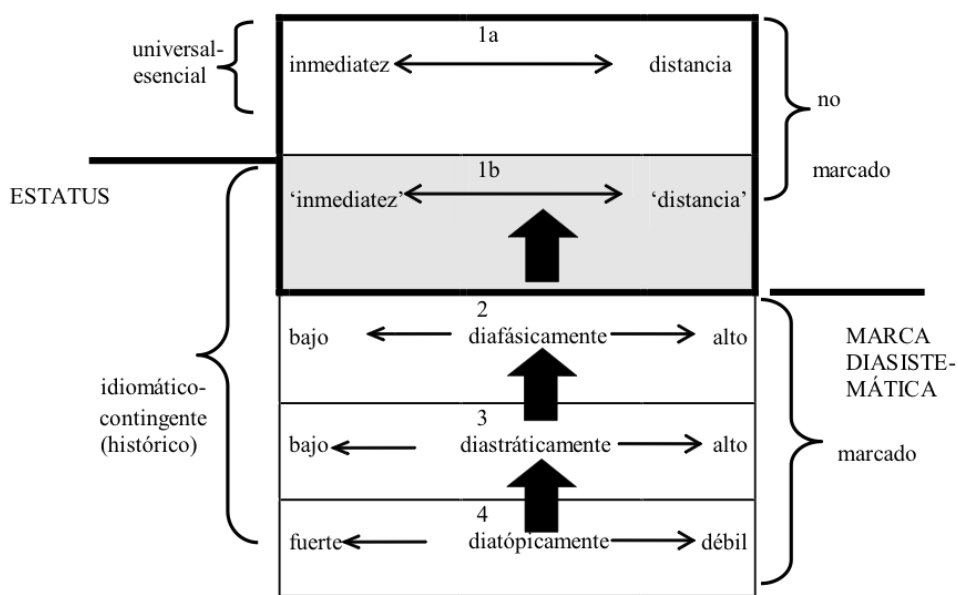 1a
universal-
esencial
inmediatez
distancia
no
marcado
ESTATUS
1b
‘inmediatez’
‘distancia’
2
bajo
diafásicamente
alto
MARCA
DIASISTE-
MÁTICA
idiomático-
contingente
(histórico)
3
bajo
diastráticamente
alto
marcado
4
fuerte
diatópicamente
débil